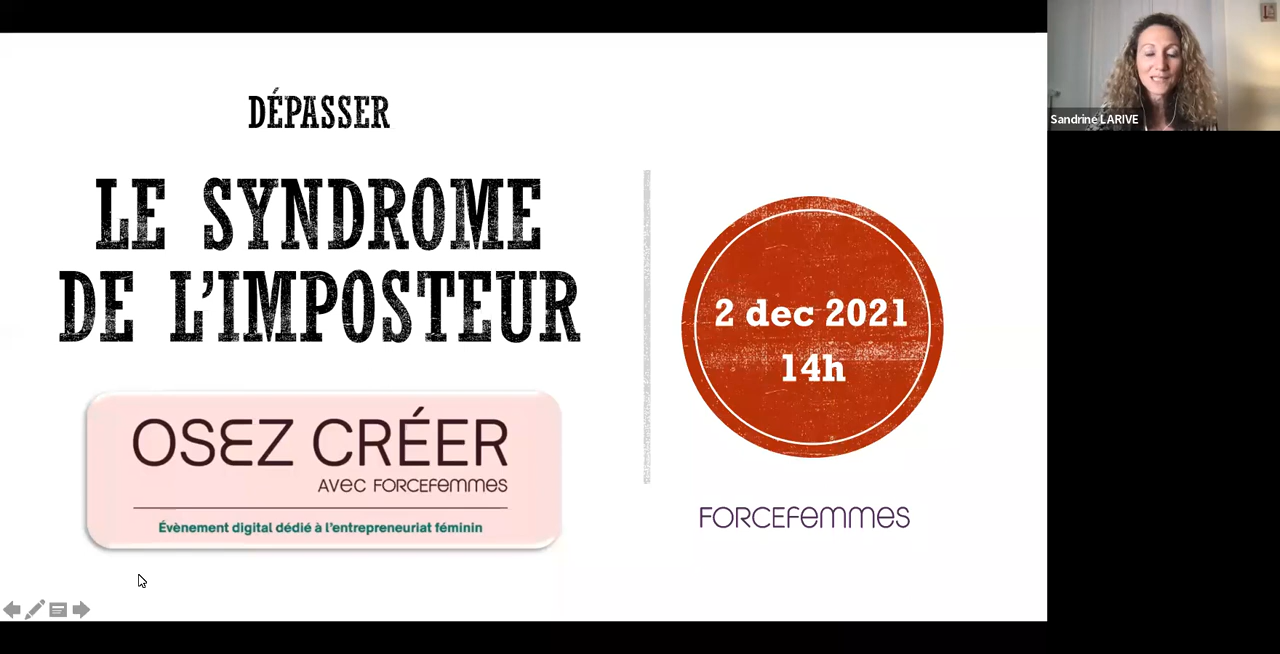 DÉPASSER
LE SYNDROME
DE L'IMPOSTEUR
OSEZ CRÉER
AVEC FORCEFEMMES
Évènement digital dédié à l'entrepreneuriat féminin
2 dec 2021
14h
FORCEFEMMES
Sandrine LARIVE